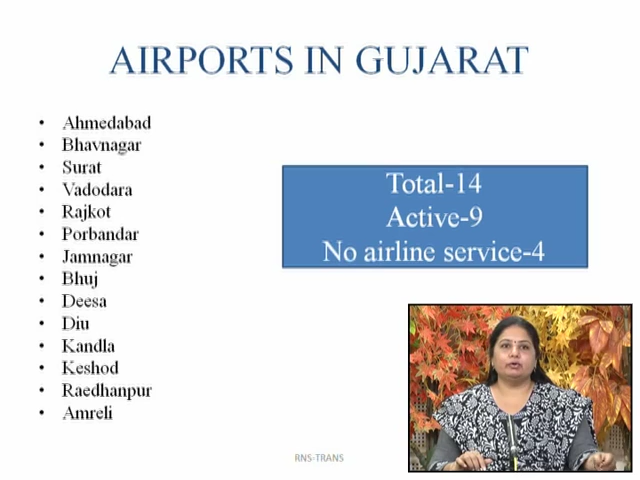 AIRPORTS IN GUJARAT
• Ahmedabad
• Bhavnagar
• Surat
• Vadodara
• Rajkot
• Porbandar
• Jamnagar
• Bhuj
• Deesa
• Diu
• Kandla
• Keshod
• Raedhanpur
• Amreli
Total-14
Active-9
No airline service-4
RNS-TRANS